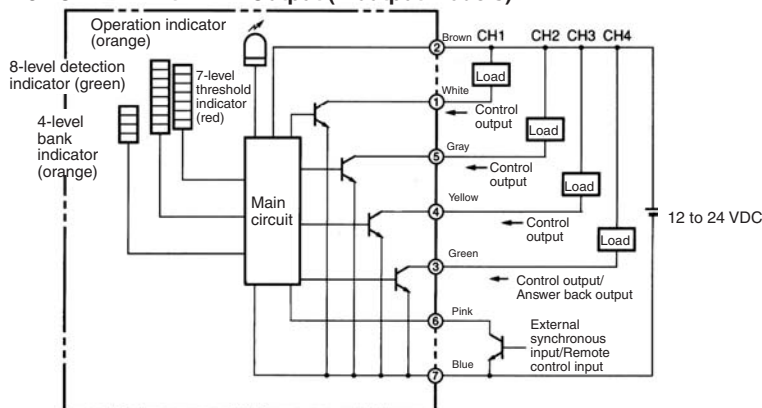 Operation indicator
(orange)
8-level detection
indicator (green)
7-level
threshold
indicator
(red)
4-level
bank
indicator
(orange)
Main
circuit
2 Brown CH1 CH2 CH3 CH4
Load
1 White
Control
output
Load
5 Gray
Control
output
Load
4 Yellow
Control
output
12 to 24 VDC
Load
3 Green
Control output/
Answer back output
6 Pink
External
synchronous
input/Remote
control input
7 Blue